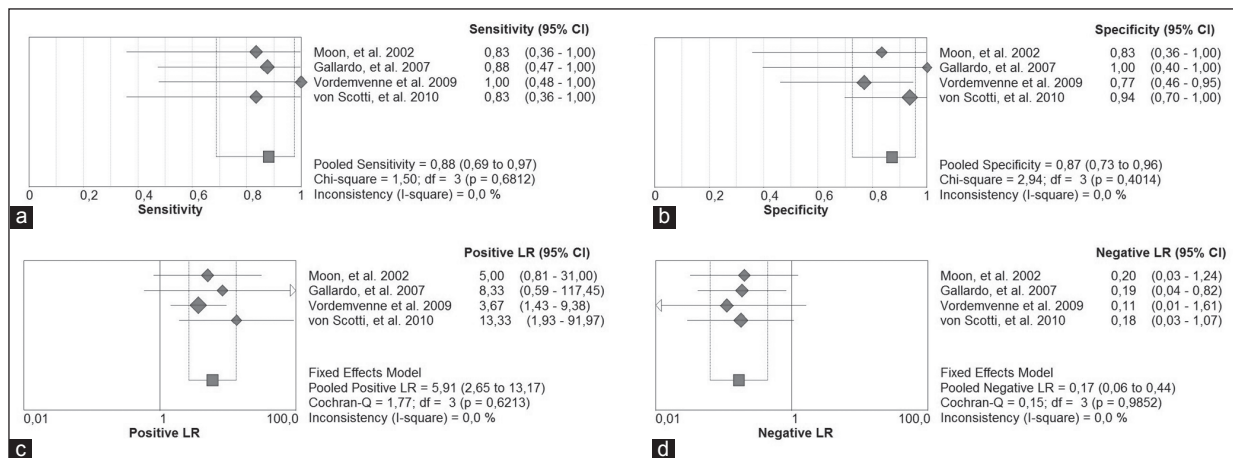 Sensitivity (95% CI)
Moon, et al. 2002 0,83 (0,36 - 1,00)
Gallardo, et al. 2007 0,88 (0,47 - 1,00)
Vordemvenne et al. 2009 1,00 (0,48 - 1,00)
von Scotti, et al. 2010 0,83 (0,36 - 1,00)
Pooled Sensitivity = 0,88 (0,69 to 0,97)
Chi-square = 1,50; df = 3 (p = 0,6812)
Inconsistency (I-square) = 0,0 %
0 0,2 0,4 0,6 0,8 1
Sensitivity
a
Specificity (95% CI)
Moon, et al. 2002 0,83 (0,36 - 1,00)
Gallardo, et al. 2007 1,00 (0,40 - 1,00)
Vordemvenne et al. 2009 0,77 (0,46 - 0,95)
von Scotti, et al. 2010 0,94 (0,70 - 1,00)
Pooled Specificity = 0,87 (0,73 to 0,96)
Chi-square = 2,94; df = 3 (p = 0,4014)
Inconsistency (I-square) = 0,0 %
0 0,2 0,4 0,6 0,8 1
Specificity
b
Positive LR (95% CI)
Moon, et al. 2002 5,00 (0,81 - 31,00)
Gallardo, et al. 2007 8,33 (0,59 - 117,45)
Vordemvenne et al. 2009 3,67 (1,43 - 9,38)
von Scotti, et al. 2010 13,33 (1,93 - 91,97)
Fixed Effects Model
Pooled Positive LR = 5,91 (2,65 to 13,17)
Cochran-Q = 1,77; df = 3 (p = 0,6213)
Inconsistency (I-square) = 0,0 %
0,01 1 100,0
Positive LR
c
Negative LR (95% CI)
Moon, et al. 2002 0,20 (0,03 - 1,24)
Gallardo, et al. 2007 0,19 (0,04 - 0,82)
Vordemvenne et al. 2009 0,11 (0,01 - 1,61)
von Scotti, et al. 2010 0,18 (0,03 - 1,07)
Fixed Effects Model
Pooled Negative LR = 0,17 (0,06 to 0,44)
Cochran-Q = 0,15; df = 3 (p = 0,9852)
Inconsistency (I-square) = 0,0 %
0,01 1 100,0
Negative LR
d